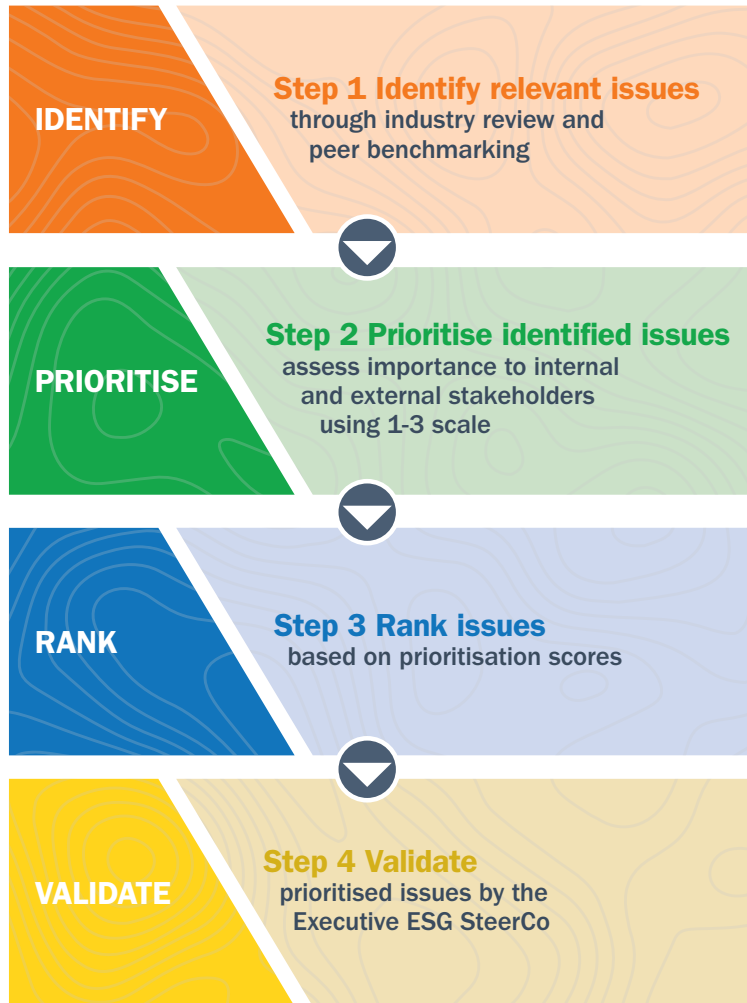 IDENTIFY
Step 1 Identify relevant issues
through industry review and
peer benchmarking
PRIORITISE
Step 2 Prioritise identified issues
assess importance to internal
and external stakeholders
using 1-3 scale
RANK
Step 3 Rank issues
based on prioritisation scores
VALIDATE
Step 4 Validate
prioritised issues by the
Executive ESG SteerCo